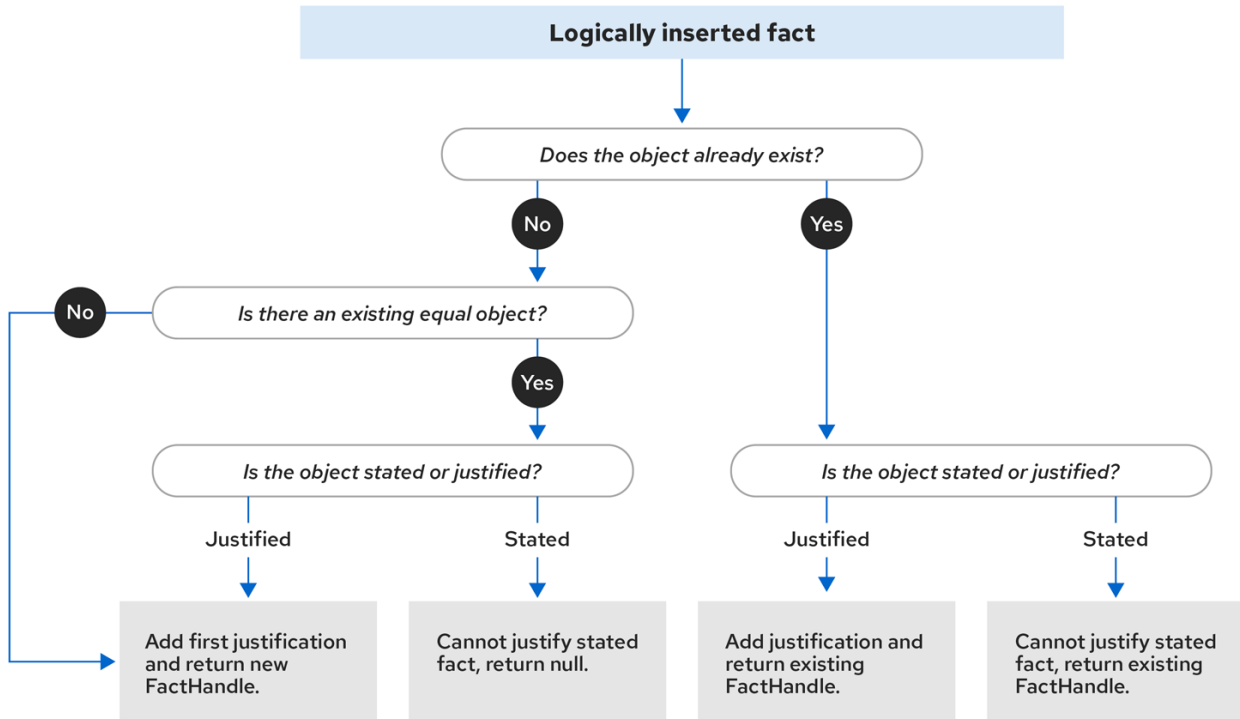 Logically inserted fact
Does the object already exist?
No
Yes
No
Is there an existing equal object?
Yes
Is the object stated or justified?
Is the object stated or justified?
Justified
Stated
Justified
Stated
Add first justification
and return new
FactHandle.
Cannot justify stated
fact, return null.
Add justification and
return existing
FactHandle.
Cannot justify stated
fact, return existing
FactHandle.